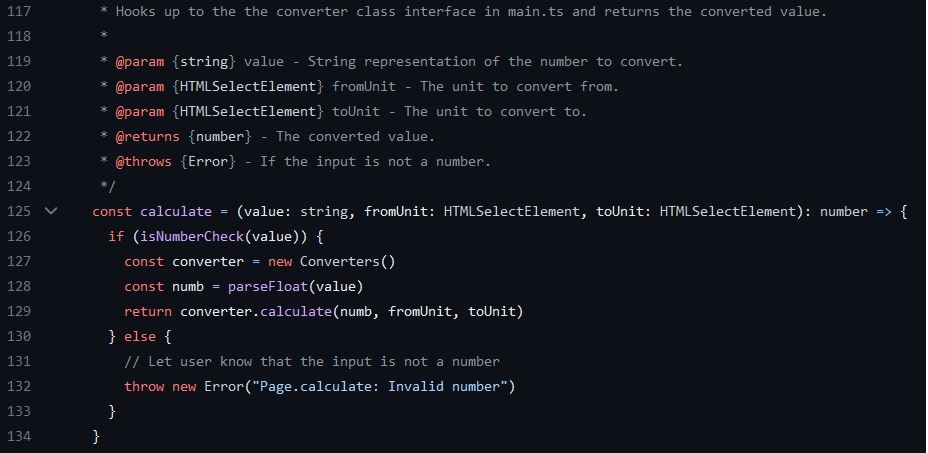 117 * Hooks up to the the converter class interface in main.ts and returns the converted value.
118 *
119 * @param {string} value - String representation of the number to convert.
120 * @param {HTMLSelectElement} fromUnit - The unit to convert from.
121 * @param {HTMLSelectElement} toUnit - The unit to convert to.
122 * @returns {number} - The converted value.
123 * @throws {Error} - If the input is not a number.
124 */
125 const calculate = (value: string, fromUnit: HTMLSelectElement, toUnit: HTMLSelectElement): number => {
126 if (isNumberCheck(value)) {
127 const converter = new Converters()
128 const numb = parseFloat(value)
129 return converter.calculate(numb, fromUnit, toUnit)
130 } else {
131 // Let user know that the input is not a number
132 throw new Error("Page.calculate: Invalid number")
133 }
134 }